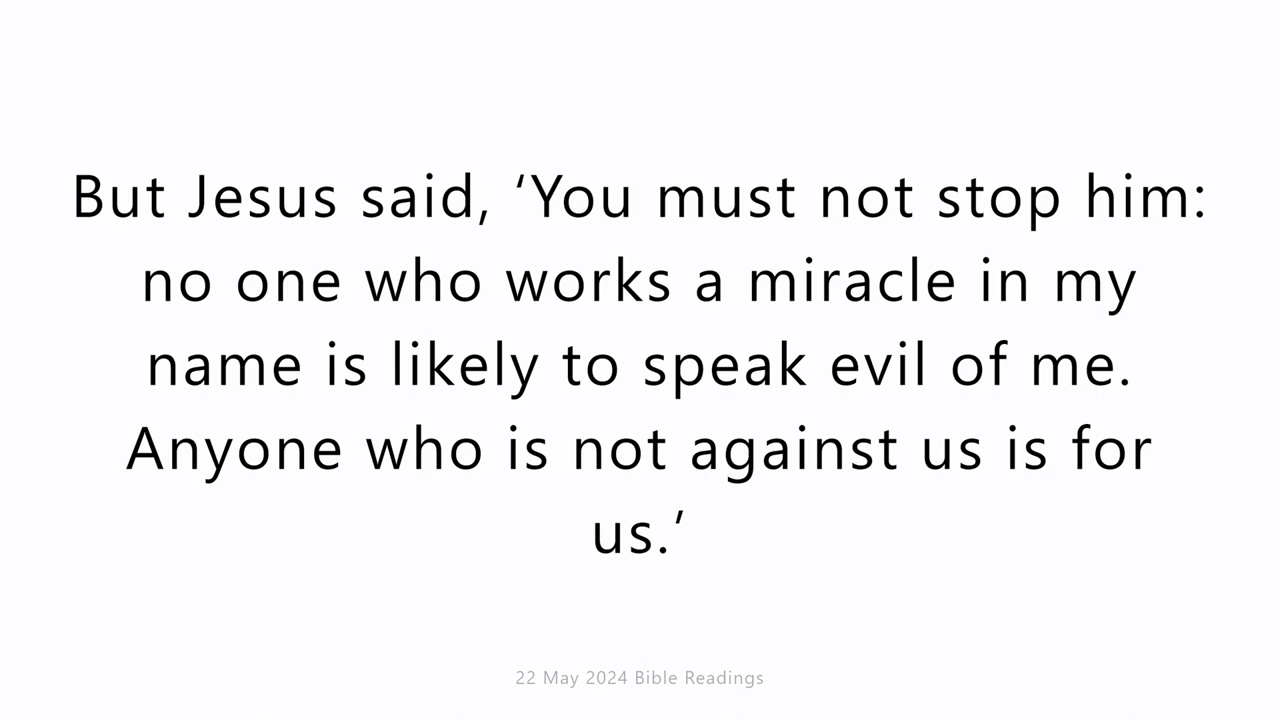 But Jesus said, ‘You must not stop him:
no one who works a miracle in my
name is likely to speak evil of me.
Anyone who is not against us is for
us.’
22 May 2024 Bible Readings